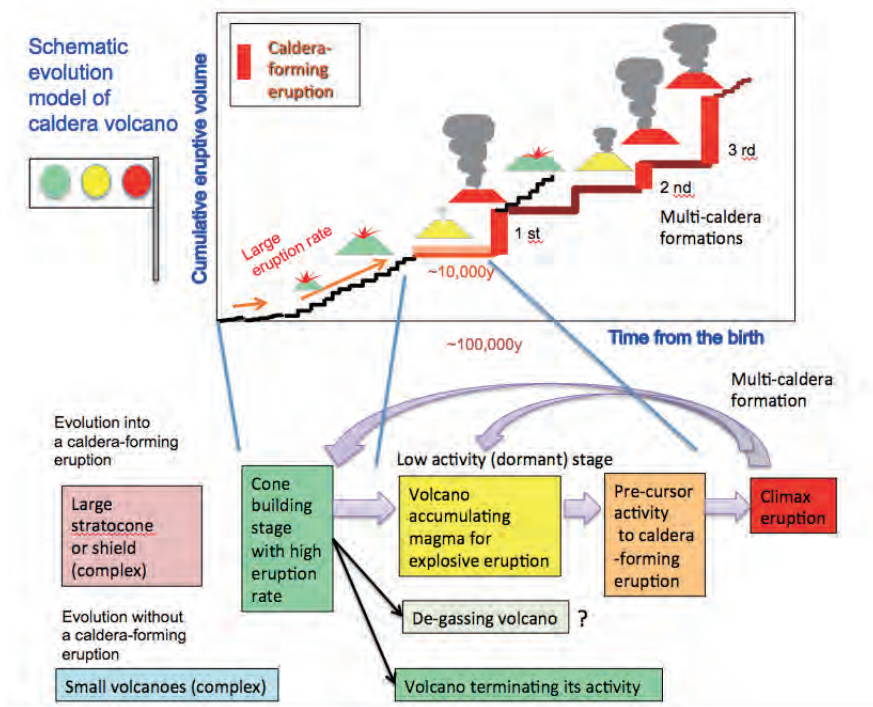 Schematic
evolution
model of
caldera volcano
Cumulative eruptive volume
Caldera-
forming
eruption
Large
eruption rate
~10,000y
1 st
2 nd
3 rd
Multi-caldera
formations
~100,000y
Time from the birth
Multi-caldera
formation
Evolution into
a caldera-forming
eruption
Large
stratocone
or shield
(complex)
Cone
building
stage
with high
eruption
rate
Low activity (dormant) stage
Volcano
accumulating
magma for
explosive eruption
Pre-cursor
activity
to caldera
-forming
eruption
Climax
eruption
De-gassing volcano ?
Evolution without
a caldera-forming
eruption
Small volcanoes (complex)
Volcano terminating its activity